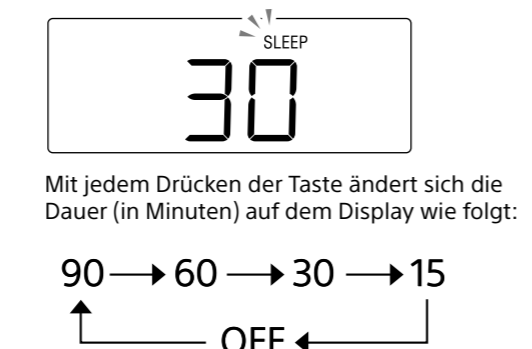 SLEEP
30
Mit jedem Drücken der Taste ändert sich die
Dauer (in Minuten) auf dem Display wie folgt:
90 → 60 → 30 → 15
OFF